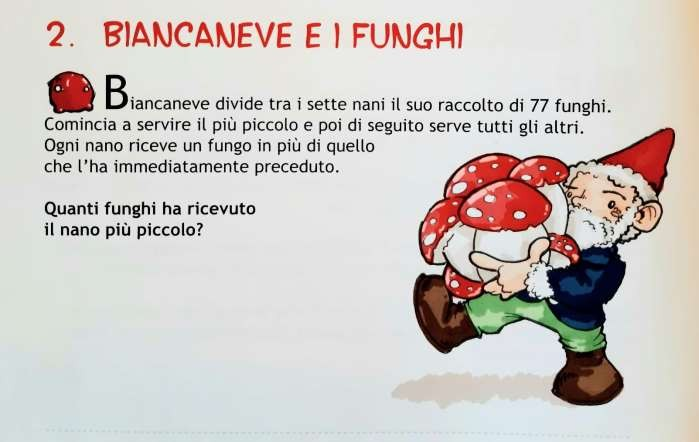 2. BIANCANEVE E I FUNGHI
Biancaneve divide tra i sette nani il suo raccolto di 77 funghi.
Comincia a servire il più piccolo e poi di seguito serve tutti gli altri.
Ogni nano riceve un fungo in più di quello
che l'ha immediatamente preceduto.
Quanti funghi ha ricevuto
il nano più piccolo?